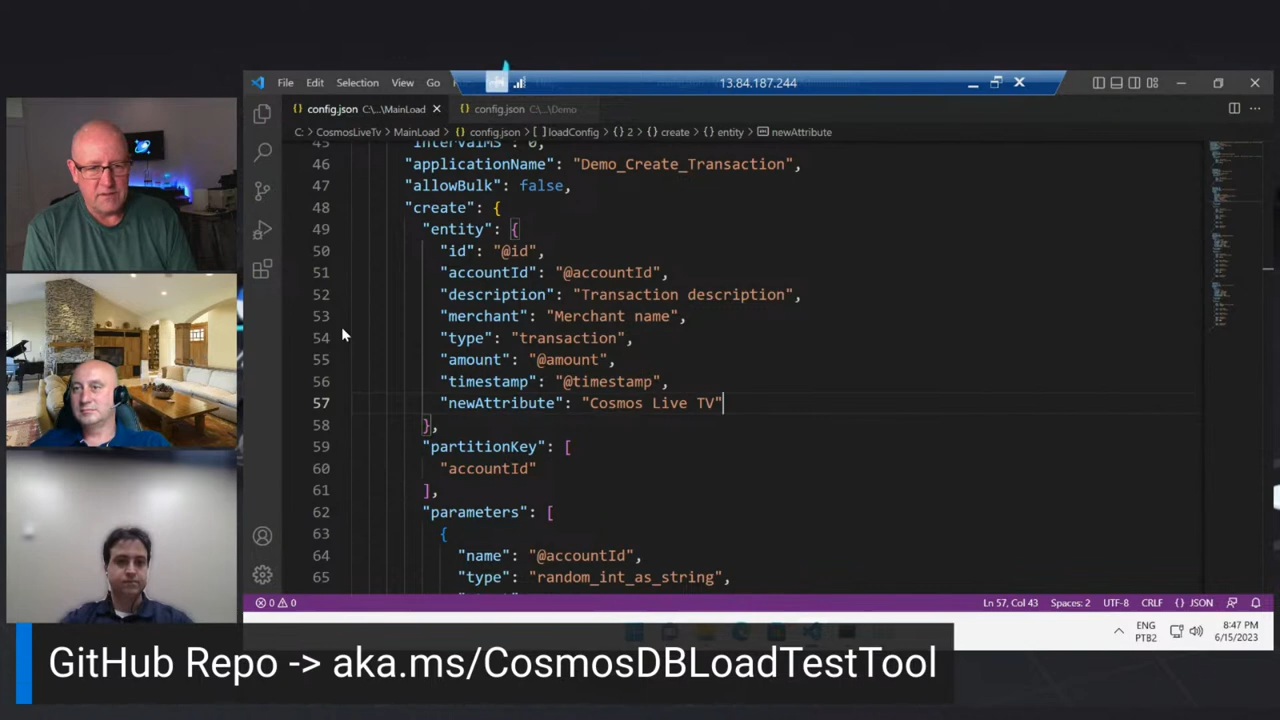 File Edit Selection View Go
13.84.187.244
config.json C:\...\MainLoad
config.json C:\...\Demo
C: > CosmosLiveTv > MainLoad > config.json > [ ] loadConfig > { } 2 > { } create > { } entity > newAttribute
45 "intervalMS": 0,
46 "applicationName": "Demo_Create_Transaction",
47 "allowBulk": false,
48 "create": {
49 "entity": {
50 "id": "@id",
51 "accountId": "@accountId",
52 "description": "Transaction description",
53 "merchant": "Merchant name",
54 "type": "transaction",
55 "amount": "@amount",
56 "timestamp": "@timestamp",
57 "newAttribute": "Cosmos Live TV"
58 },
59 "partitionKey": [
60 "accountId"
61 ],
62 "parameters": [
63 {
64 "name": "@accountId",
65 "type": "random_int_as_string",
0 0
Ln 57, Col 43 Spaces: 2 UTF-8 CRLF { } JSON
ENG
PTB2
8:47 PM
6/15/2023
GitHub Repo -> aka.ms/CosmosDBLoadTestTool